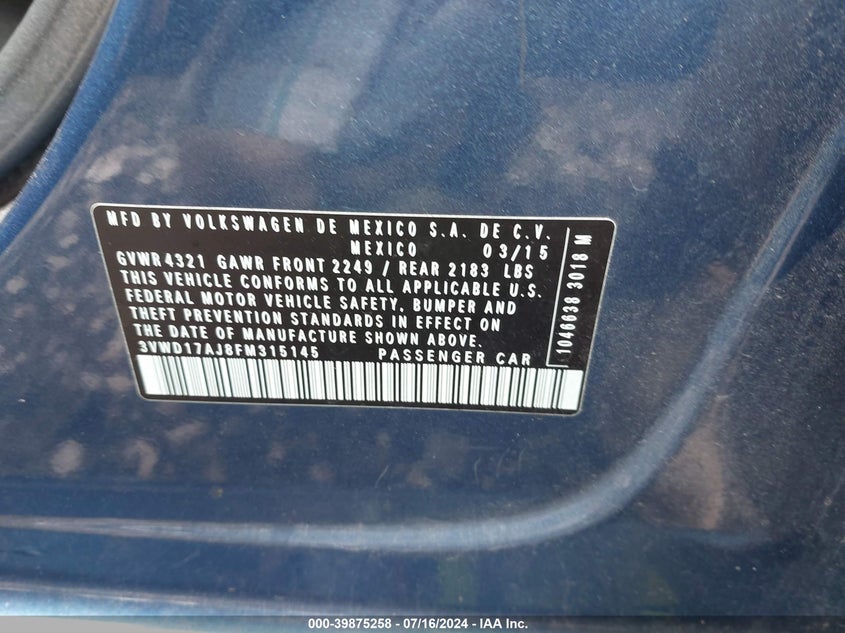 MFD BY VOLKSWAGEN DE MEXICO S.A. DE C.V.
MEXICO 03/15
GVWR4321 GAWR FRONT 2249 / REAR 2183 LBS
THIS VEHICLE CONFORMS TO ALL APPLICABLE U.S.
FEDERAL MOTOR VEHICLE SAFETY, BUMPER AND
THEFT PREVENTION STANDARDS IN EFFECT ON
THE DATE OF MANUFACTURE SHOWN ABOVE.
3VWD17AJ8FM315145 PASSENGER CAR
1046638 3018 M
000-39875258 - 07/16/2024 - IAA Inc.